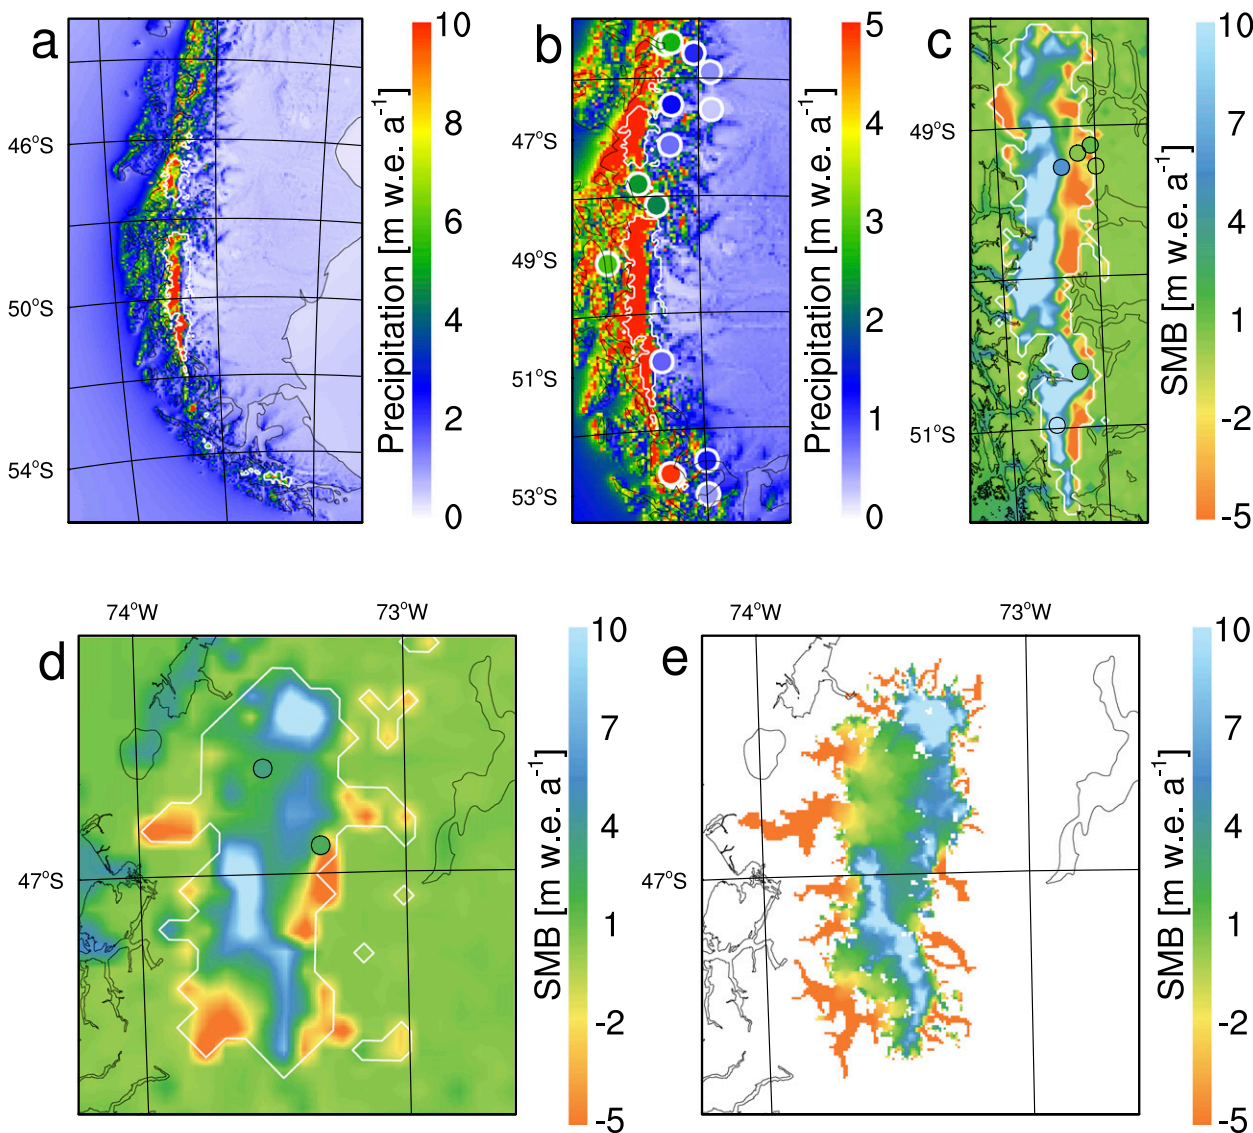 a
46°S
50°S
54°S
10
8
6
4
2
0
Precipitation [m w.e. a-1]
b
47°S
49°S
51°S
53°S
5
4
3
2
1
0
Precipitation [m w.e. a-1]
c
49°S
51°S
10
7
4
1
-2
-5
SMB [m w.e. a-1]
74°W
73°W
d
47°S
10
7
4
1
-2
-5
SMB [m w.e. a-1]
74°W
73°W
e
47°S
10
7
4
1
-2
-5
SMB [m w.e. a-1]